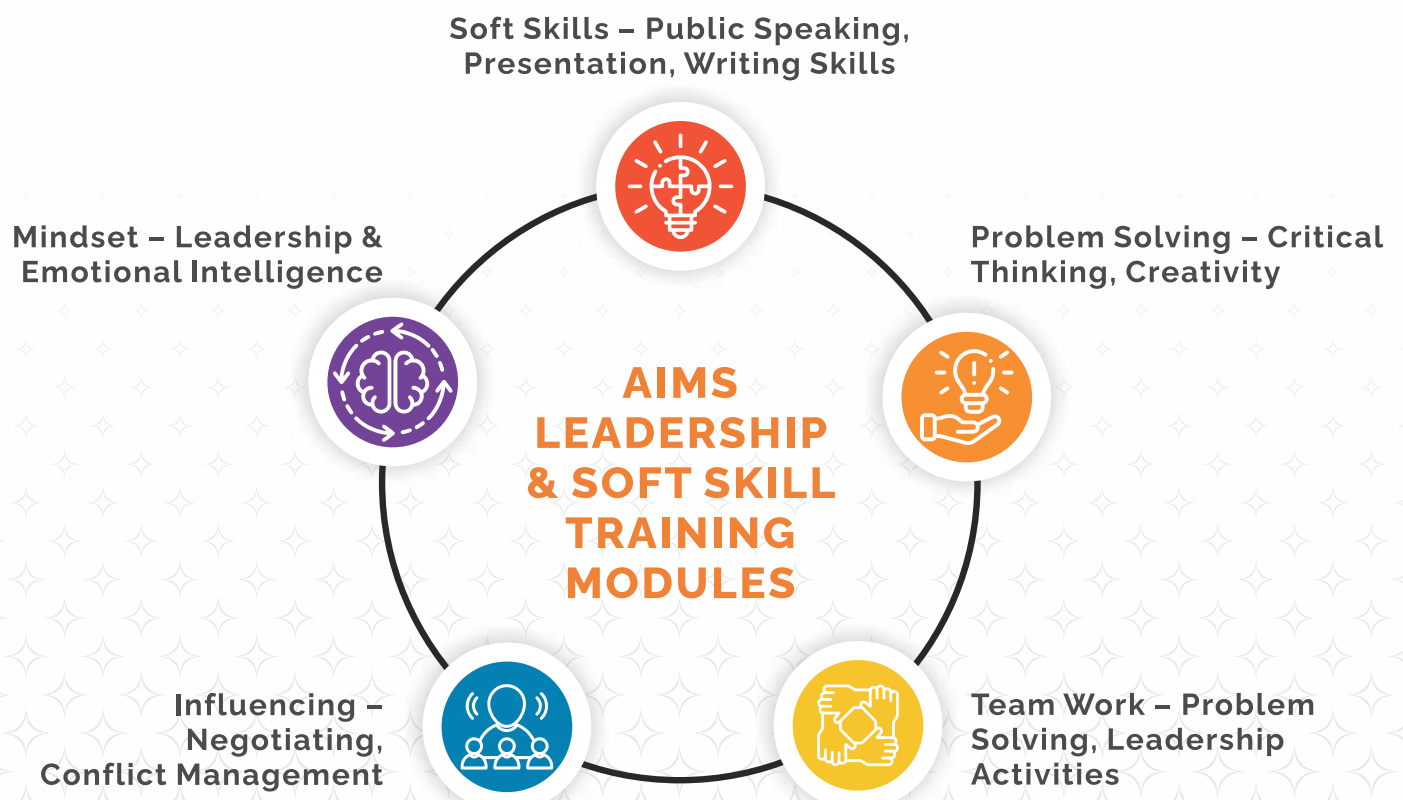 Soft Skills – Public Speaking,
Presentation, Writing Skills
Mindset – Leadership &
Emotional Intelligence
Problem Solving – Critical
Thinking, Creativity
AIMS
LEADERSHIP
& SOFT SKILL
TRAINING
MODULES
Influencing –
Negotiating,
Conflict Management
Team Work – Problem
Solving, Leadership
Activities